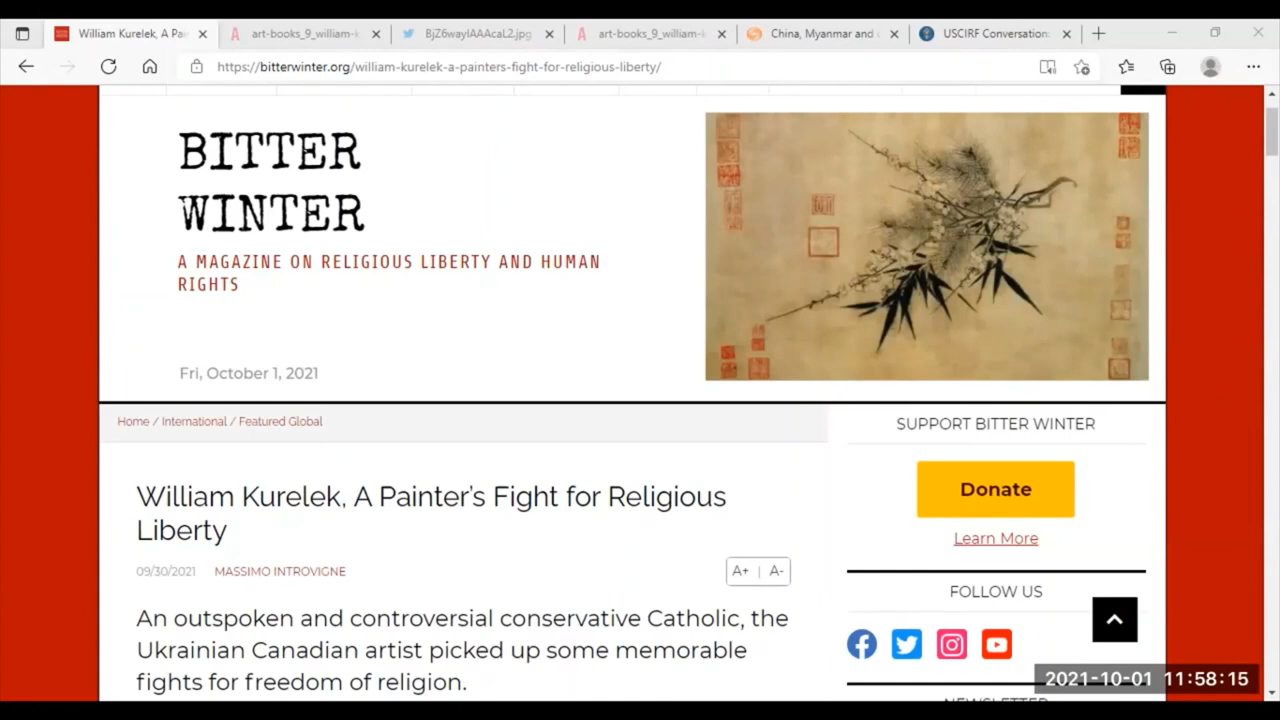 William Kurelek, A Pai
art-books_9_william-k
BjZ6waylAAAcaL2.jpg
art-books_9_william-k
China, Myanmar and
USCIRF Conversation
https://bitterwinter.org/william-kurelek-a-painters-fight-for-religious-liberty/
BITTER
WINTER
A MAGAZINE ON RELIGIOUS LIBERTY AND HUMAN
RIGHTS
Fri, October 1, 2021
Home / International / Featured Global
SUPPORT BITTER WINTER
Donate
Learn More
William Kurelek, A Painter’s Fight for Religious
Liberty
09/30/2021 MASSIMO INTROVIGNE
A+ | A-
An outspoken and controversial conservative Catholic, the
Ukrainian Canadian artist picked up some memorable
fights for freedom of religion.
FOLLOW US
2021-10-01 11:58:15
NEWSLETTER